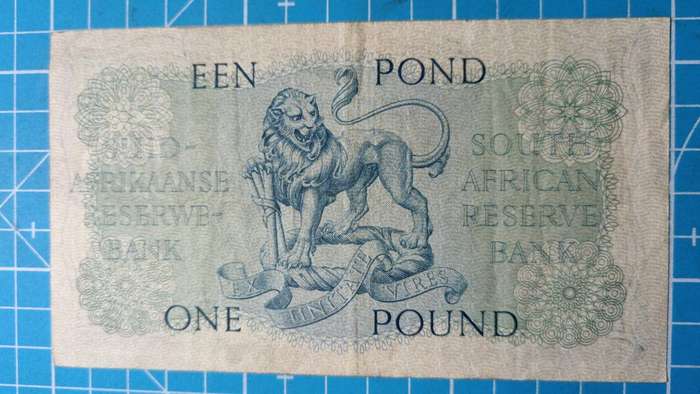 EEN POND
SUID-
AFRIKAANSE
RESERWE-
BANK
SOUTH
AFRICAN
RESERVE
BANK
EX UNITATE VIRES
ONE POUND